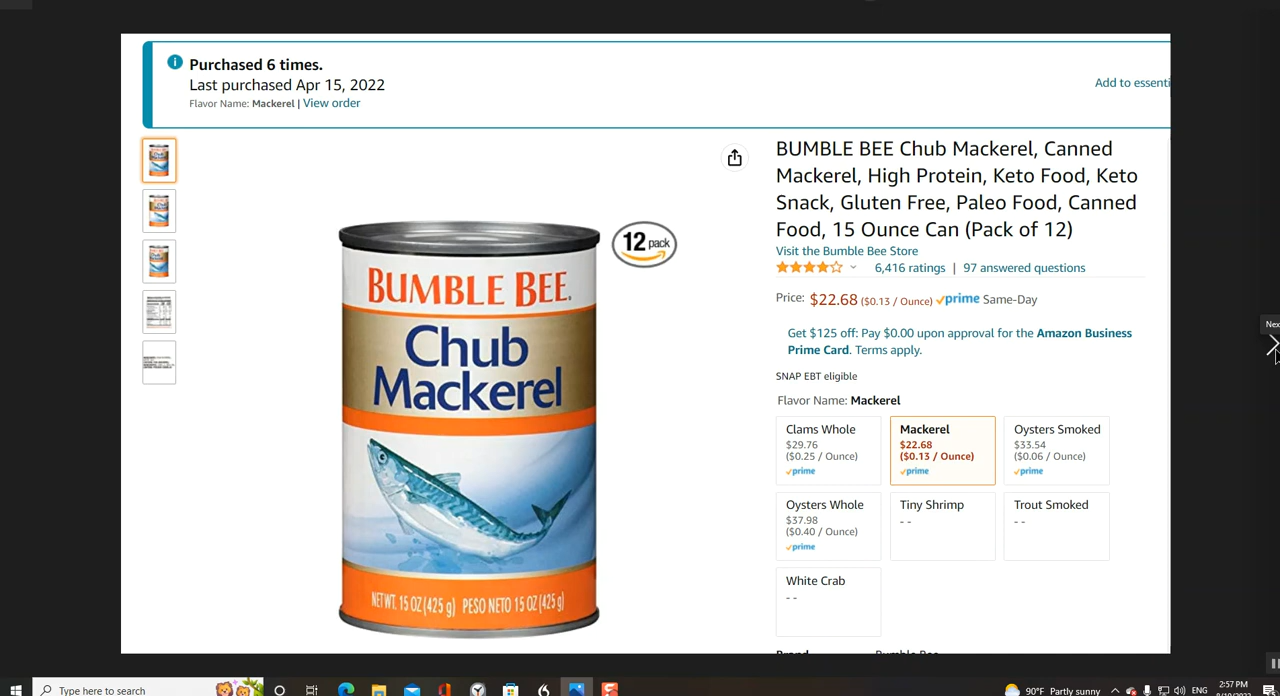 Purchased 6 times.
Last purchased Apr 15, 2022
Flavor Name: Mackerel | View order
Add to essenti
BUMBLE BEE Chub Mackerel, Canned
Mackerel, High Protein, Keto Food, Keto
Snack, Gluten Free, Paleo Food, Canned
Food, 15 Ounce Can (Pack of 12)
Visit the Bumble Bee Store
6,416 ratings | 97 answered questions
Price: $22.68 ($0.13 / Ounce) prime Same-Day
Get $125 off: Pay $0.00 upon approval for the Amazon Business
Prime Card. Terms apply.
SNAP EBT eligible
Flavor Name: Mackerel
Clams Whole
$29.76
($0.25 / Ounce)
prime
Mackerel
$22.68
($0.13 / Ounce)
prime
Oysters Smoked
$33.54
($0.06 / Ounce)
prime
Oysters Whole
$37.98
($0.40 / Ounce)
prime
Tiny Shrimp
- -
Trout Smoked
- -
White Crab
- -
12 pack
BUMBLE BEE.
Chub
Mackerel
NET WT. 15 OZ (425 g) PESO NETO 15 OZ (425 g)
Nex
Type here to search
90°F Partly sunny
ENG
2:57 PM